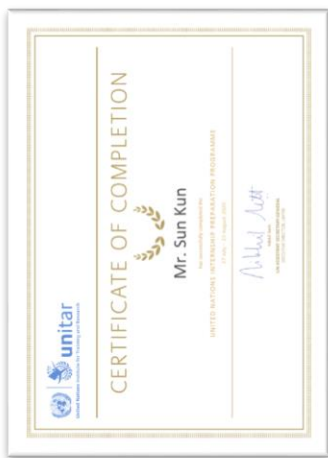 unitar
United Nations Institute for Training and Research
CERTIFICATE OF COMPLETION
Mr. Sun Kun
has successfully completed the
UNITED NATIONS INTERNSHIP PREPARATION PROGRAMME